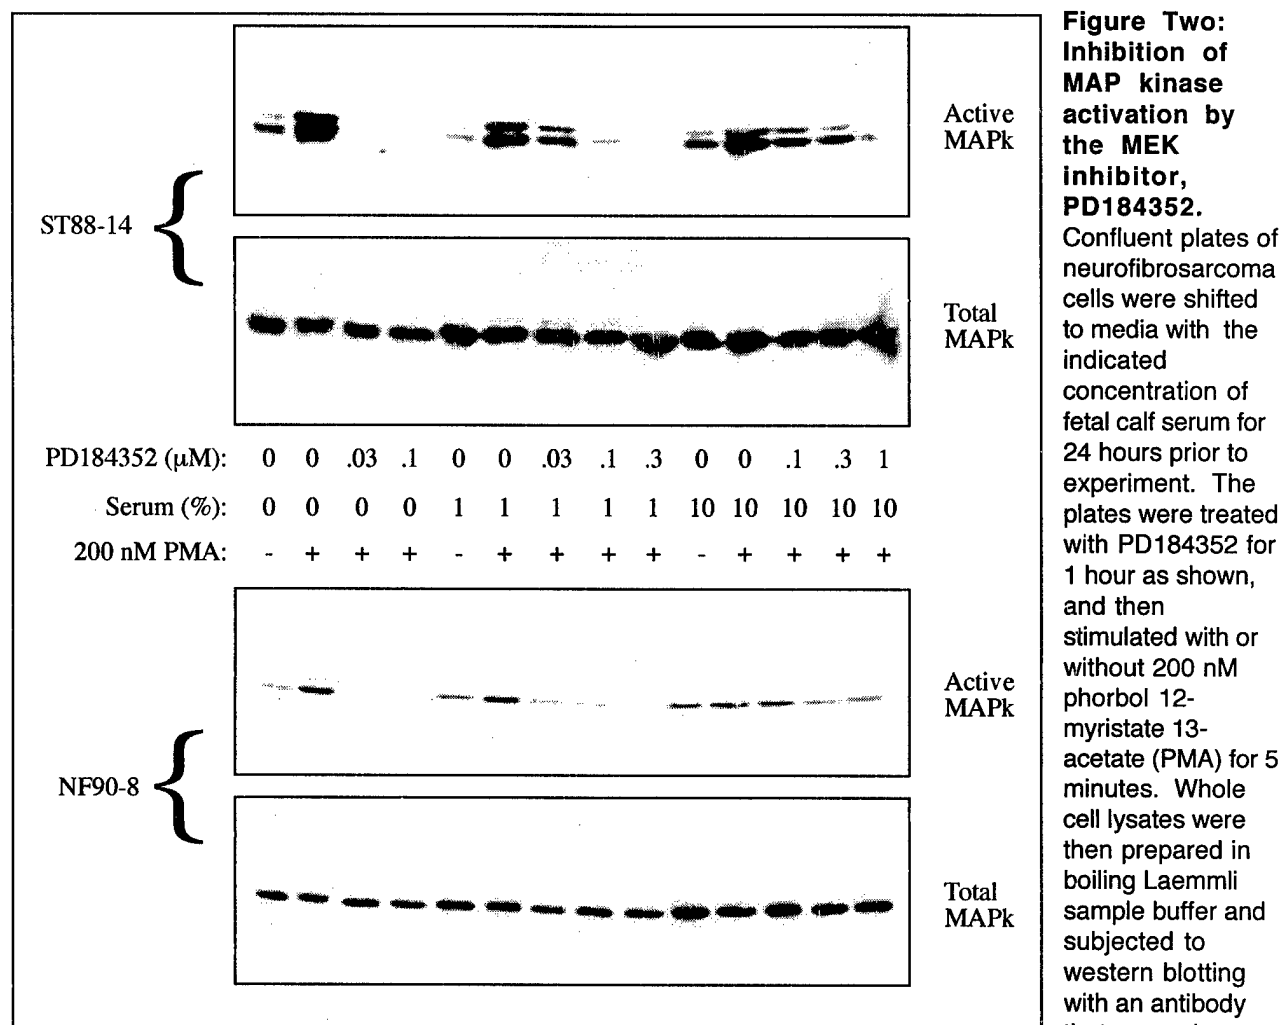 Active
MAPk
ST88-14
Total
MAPk
PD184352 (μM): 0 0 .03 .1 0 0 .03 .1 .3 0 0 .1 .3 1
Serum (%): 0 0 0 0 1 1 1 1 1 10 10 10 10 10
200 nM PMA: - + + + - + + + + - + + + +
Active
MAPk
NF90-8
Total
MAPk
Figure Two:
Inhibition of
MAP kinase
activation by
the MEK
inhibitor,
PD184352.
Confluent plates of
neurofibrosarcoma
cells were shifted
to media with the
indicated
concentration of
fetal calf serum for
24 hours prior to
experiment. The
plates were treated
with PD184352 for
1 hour as shown,
and then
stimulated with or
without 200 nM
phorbol 12-
myristate 13-
acetate (PMA) for 5
minutes. Whole
cell lysates were
then prepared in
boiling Laemmli
sample buffer and
subjected to
western blotting
with an antibody